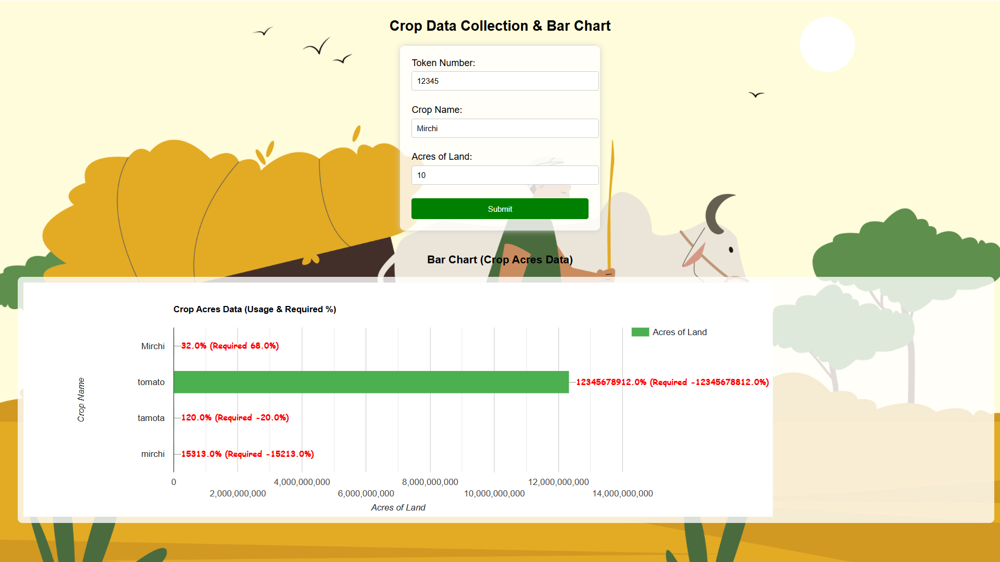 Crop Data Collection & Bar Chart
Token Number:
12345
Crop Name:
Mirchi
Acres of Land:
10
Submit
Bar Chart (Crop Acres Data)
Crop Acres Data (Usage & Required %)
Acres of Land
Mirchi
32.0% (Required 68.0%)
tomato
12345678912.0% (Required -12345678812.0%)
tamota
120.0% (Required -20.0%)
mirchi
15313.0% (Required -15213.0%)
Crop Name
0
2,000,000,000
4,000,000,000
6,000,000,000
8,000,000,000
10,000,000,000
12,000,000,000
14,000,000,000
Acres of Land